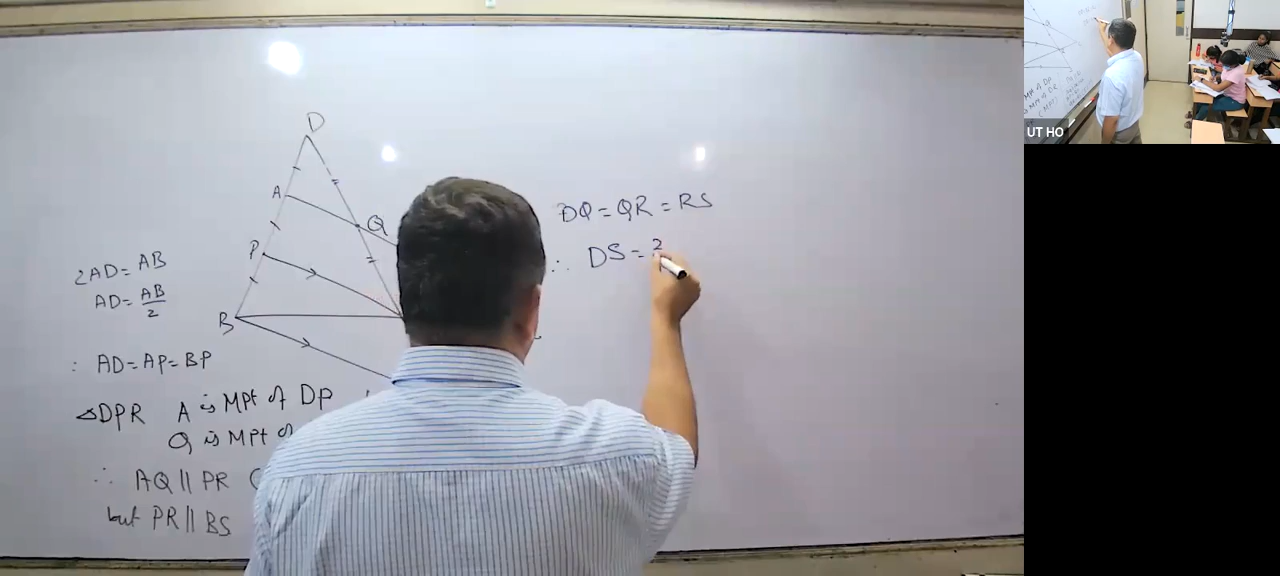 D
A
Q
P
B
2AD = AB
AD = AB/2
: AD = AP = BP
△DPR A is Mpt of DP
Q is Mpt of
∴ AQ || PR (
but PR || BS
DQ = QR = RS
∴ DS = 3
UT HO